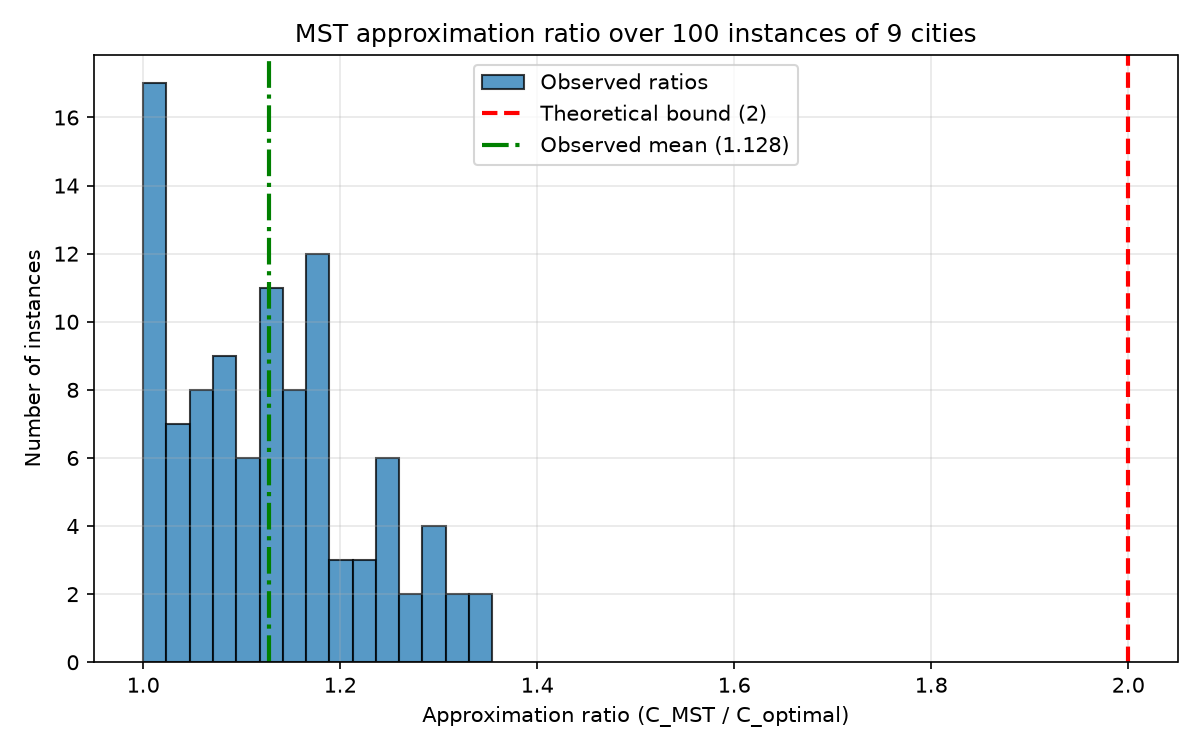 MST approximation ratio over 100 instances of 9 cities
Observed ratios
Theoretical bound (2)
Observed mean (1.128)
Number of instances
16
14
12
10
8
6
4
2
0
1.0 1.2 1.4 1.6 1.8 2.0
Approximation ratio (C_MST / C_optimal)